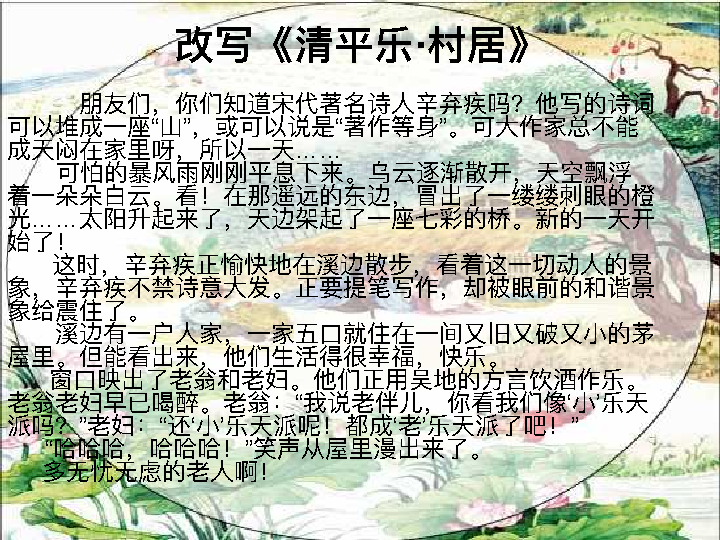 改写《清平乐·村居》
朋友们，你们知道宋代著名诗人辛弃疾吗？他写的诗词
可以堆成一座“山”，或可以说是“著作等身”。可大作家总不能
成天闷在家里呀，所以一天……
可怕的暴风雨刚刚平息下来。乌云逐渐散开，天空飘浮
着一朵朵白云。看！在那遥远的东边，冒出了一缕缕刺眼的橙
光……太阳升起来了，天边架起了一座七彩的桥。新的一天开
始了！
这时，辛弃疾正愉快地在溪边散步，看着这一切动人的景
象，辛弃疾不禁诗意大发。正要提笔写作，却被眼前的和谐景
象给震住了。
溪边有一户人家，一家五口就住在一间又旧又破又小的茅
屋里。但能看出来，他们生活得很幸福，快乐。
窗口映出了老翁和老妇。他们正用吴地的方言饮酒作乐。
老翁老妇早已喝醉。老翁：“我说老伴儿，你看我们像‘小’乐天
派吗？”老妇：“还‘小’乐天派呢！都成‘老’乐天派了吧！”
“哈哈哈，哈哈哈！”笑声从屋里漫出来了。
多无忧无虑的老人啊！